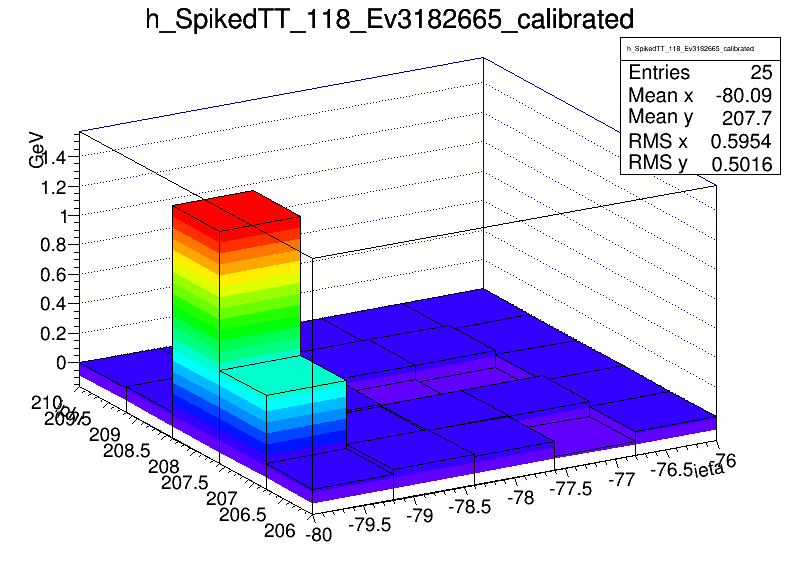 h_SpikedTT_118_Ev3182665_calibrated
h_SpikedTT_118_Ev3182665_calibrated
Entries 25
Mean x -80.09
Mean y 207.7
RMS x 0.5954
RMS y 0.5016
GeV
1.4
1.2
1
0.8
0.6
0.4
0.2
0
210
209.5
209
208.5
208
207.5
207
206.5
206
-80
-79.5
-79
-78.5
-78
-77.5
-77
-76.5
-76
ieta